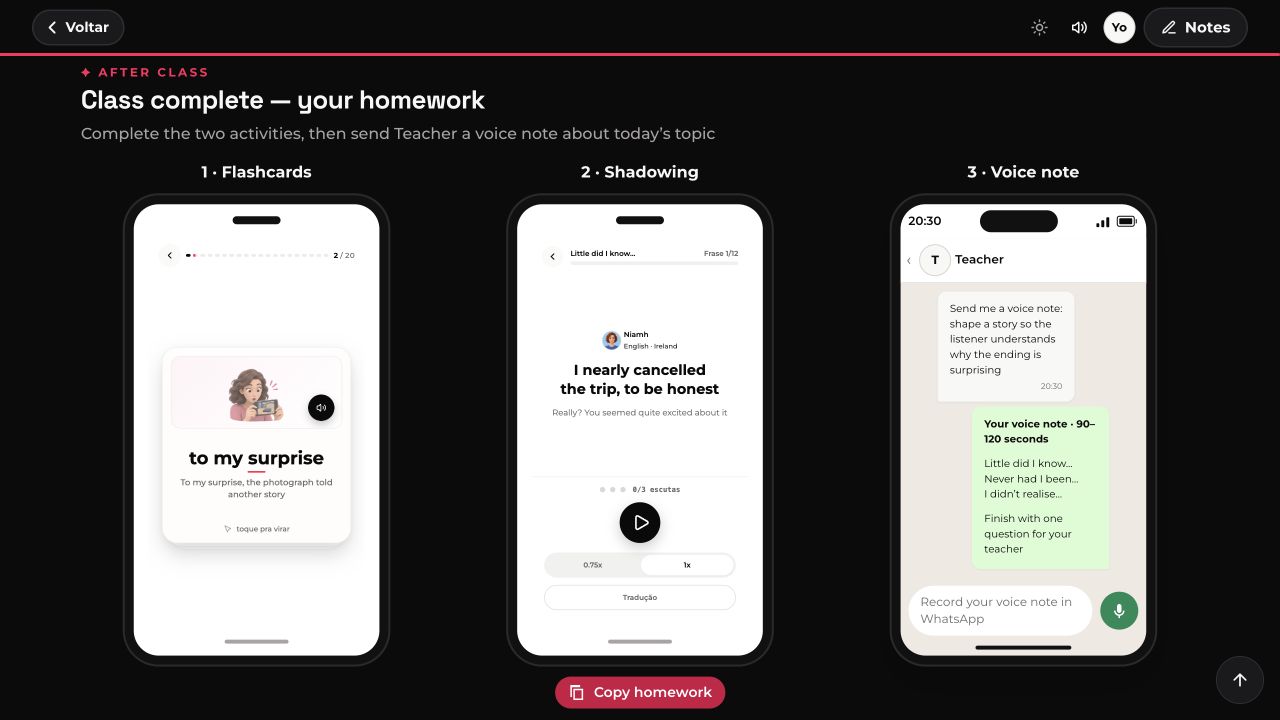 Voltar
Yo
Notes
AFTER CLASS
Class complete — your homework
Complete the two activities, then send Teacher a voice note about today's topic
1 · Flashcards
2 / 20
to my surprise
To my surprise, the photograph told
another story
toque pra virar
2 · Shadowing
Little did I know...
Frase 1/12
Niamh
English · Ireland
I nearly cancelled
the trip, to be honest
Really? You seemed quite excited about it
0/3 escutas
0.75x
1x
Tradução
3 · Voice note
20:30
T
Teacher
Send me a voice note:
shape a story so the
listener understands
why the ending is
surprising
20:30
Your voice note · 90–
120 seconds
Little did I know...
Never had I been...
I didn't realise...
Finish with one
question for your
teacher
Record your voice note in
WhatsApp
Copy homework